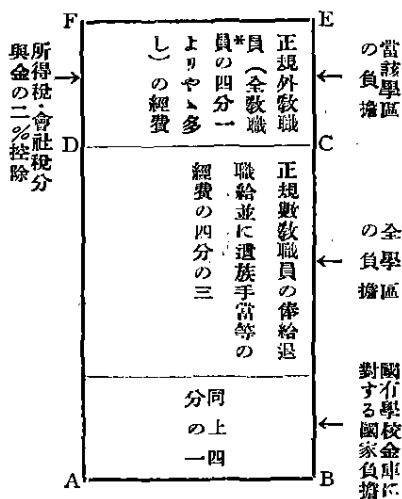 F
E
當該學區
の負擔
正規外教職
員*（全教職
員の四分一
よりやゝ多
し）の經費
所得稅・會社稅分
與金の二%控除
D
C
全學區
の負擔
正規數教職員の俸給退
職給並に遺族手當等の
經費の四分の三
國有學校金庫に
對する國家負擔
同上四
分の一
A
B